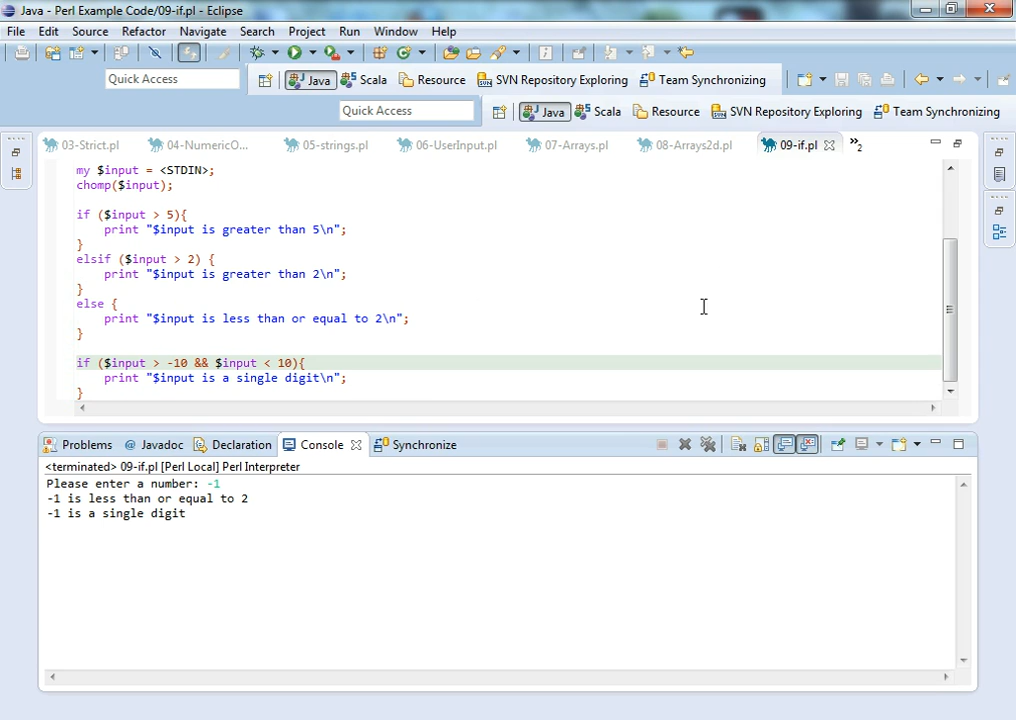 Java - Perl Example Code/09-if.pl - Eclipse
File Edit Source Refactor Navigate Search Project Run Window Help
Quick Access Java Scala Resource SVN Repository Exploring Team Synchronizing
Quick Access Java Scala Resource SVN Repository Exploring Team Synchronizing
03-Strict.pl 04-NumericO... 05-strings.pl 06-UserInput.pl 07-Arrays.pl 08-Arrays2d.pl 09-if.pl »2
my $input = <STDIN>;
chomp($input);
if ($input > 5){
print "$input is greater than 5\n";
}
elsif ($input > 2) {
print "$input is greater than 2\n";
}
else {
print "$input is less than or equal to 2\n";
}
if ($input > -10 && $input < 10){
print "$input is a single digit\n";
}
Problems @ Javadoc Declaration Console Synchronize
<terminated> 09-if.pl [Perl Local] Perl Interpreter
Please enter a number: -1
-1 is less than or equal to 2
-1 is a single digit